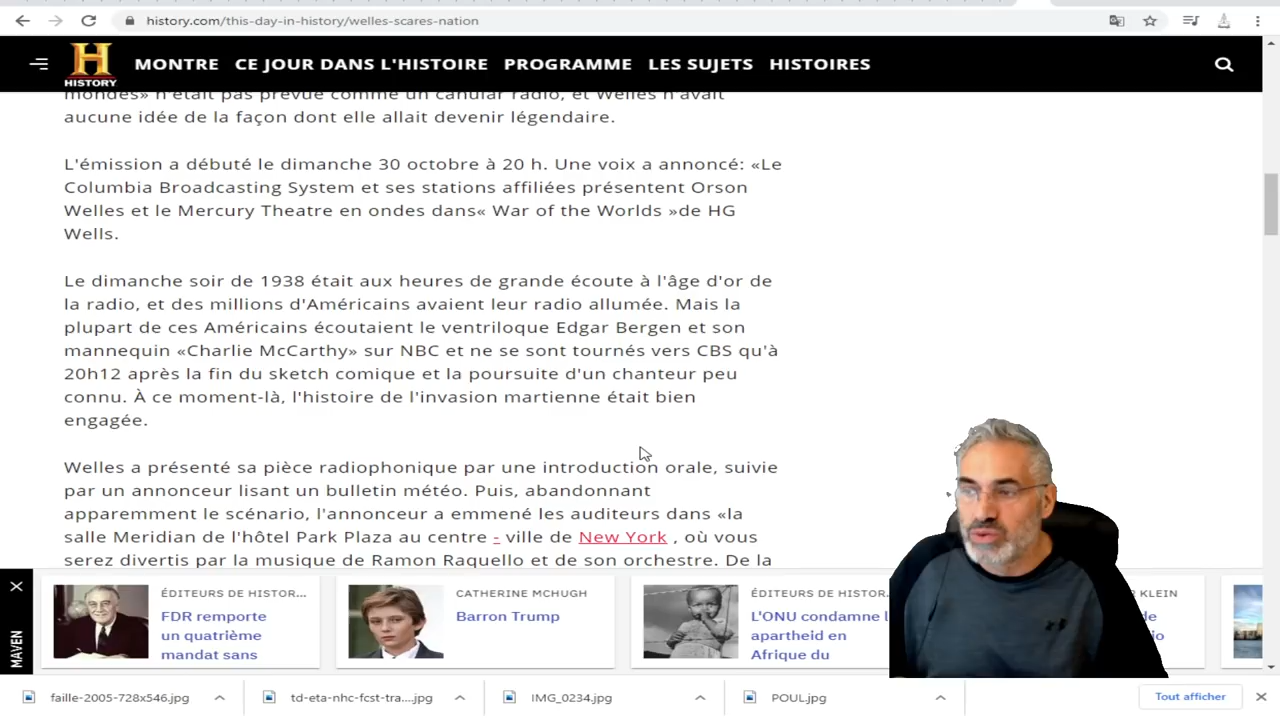 history.com/this-day-in-history/welles-scares-nation
H
HISTORY
MONTRE CE JOUR DANS L'HISTOIRE PROGRAMME LES SUJETS HISTOIRES
mondes» n'était pas prévue comme un canular radio, et Welles n'avait
aucune idée de la façon dont elle allait devenir légendaire.
L'émission a débuté le dimanche 30 octobre à 20 h. Une voix a annoncé: «Le
Columbia Broadcasting System et ses stations affiliées présentent Orson
Welles et le Mercury Theatre en ondes dans« War of the Worlds »de HG
Wells.
Le dimanche soir de 1938 était aux heures de grande écoute à l'âge d'or de
la radio, et des millions d'Américains avaient leur radio allumée. Mais la
plupart de ces Américains écoutaient le ventriloque Edgar Bergen et son
mannequin «Charlie McCarthy» sur NBC et ne se sont tournés vers CBS qu'à
20h12 après la fin du sketch comique et la poursuite d'un chanteur peu
connu. À ce moment-là, l'histoire de l'invasion martienne était bien
engagée.
Welles a présenté sa pièce radiophonique par une introduction orale, suivie
par un annonceur lisant un bulletin météo. Puis, abandonnant
apparemment le scénario, l'annonceur a emmené les auditeurs dans «la
salle Meridian de l'hôtel Park Plaza au centre - ville de New York , où vous
serez divertis par la musique de Ramon Raquello et de son orchestre. De la
MAVEN
ÉDITEURS DE HISTOR...
FDR remporte
un quatrième
mandat sans
CATHERINE MCHUGH
Barron Trump
ÉDITEURS DE HISTOR.
L'ONU condamne l
apartheid en
Afrique du
KLEIN
de
io
faille-2005-728x546.jpg
td-eta-nhc-fcst-tra....jpg
IMG_0234.jpg
POUL.jpg
Tout afficher